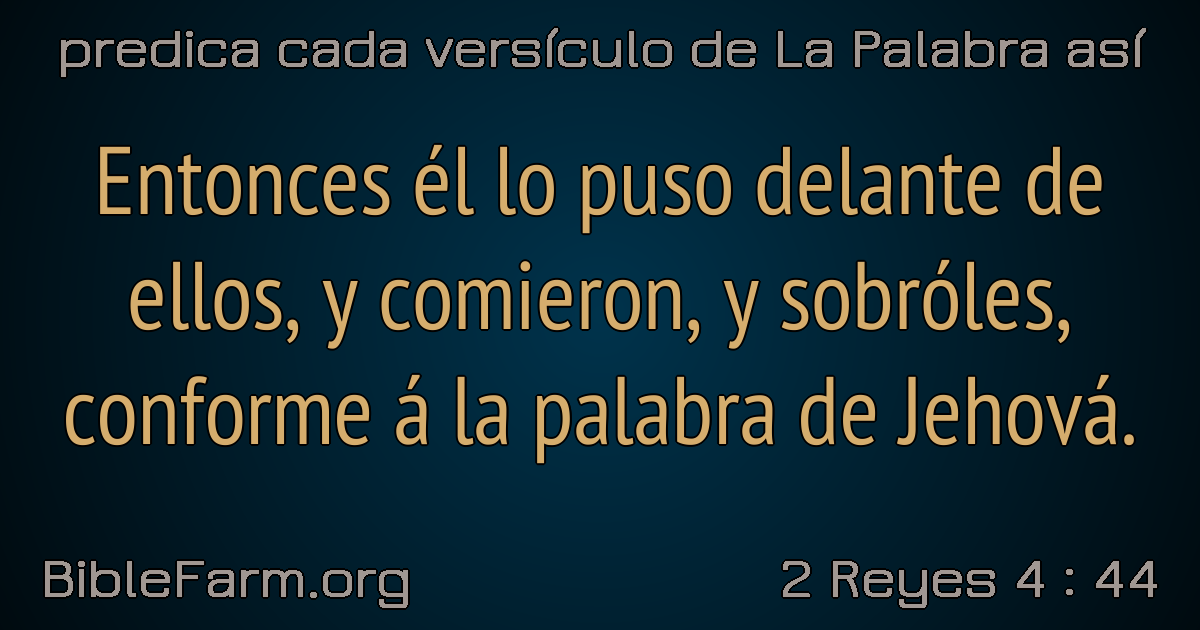 predica cada versículo de La Palabra así
Entonces él lo puso delante de
ellos, y comieron, y sobróles,
conforme á la palabra de Jehová.
BibleFarm.org
2 Reyes 4 : 44